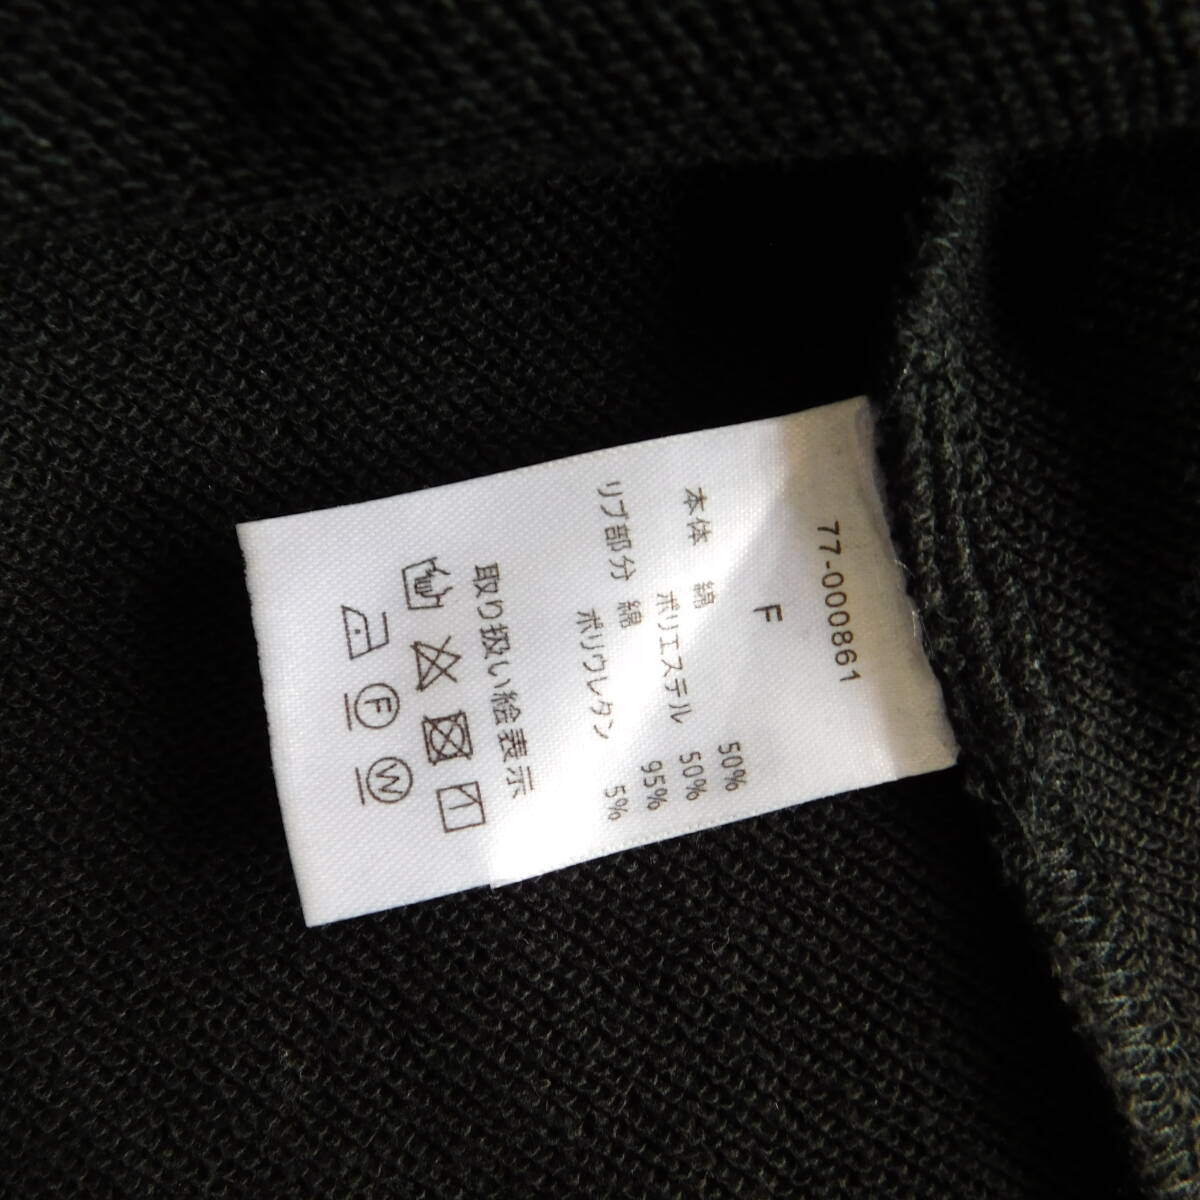 77-000861
F
本体 綿 50%
ポリエステル 50%
リブ部分 綿 95%
ポリウレタン 5%
取り扱い絵表示
F
W